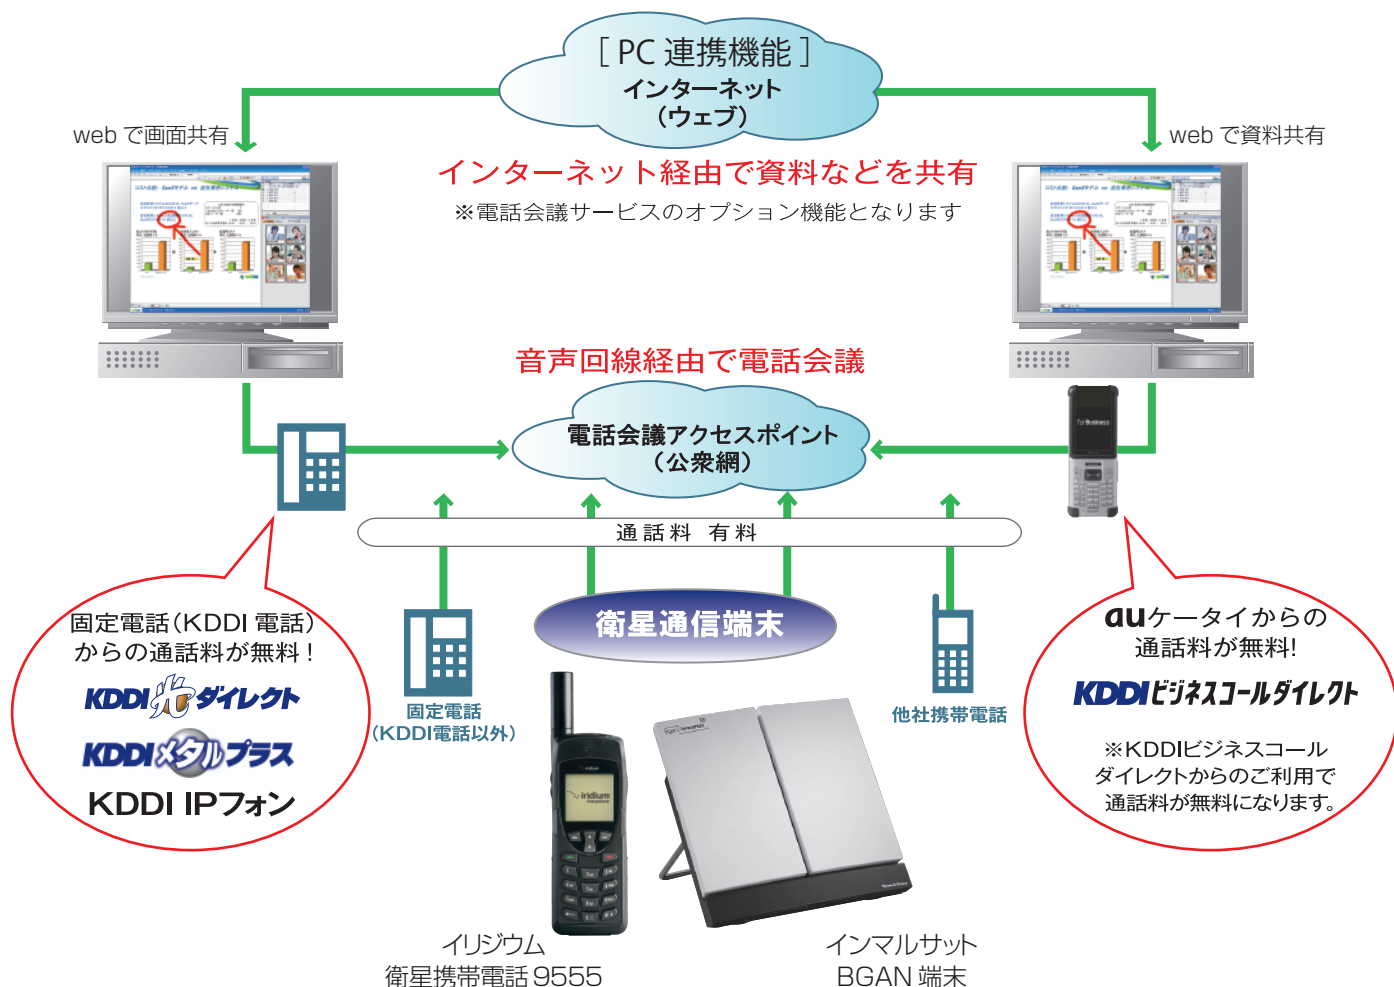 [ PC 連携機能 ]
インターネット
(ウェブ)
web で画面共有
web で資料共有
インターネット経由で資料などを共有
※電話会議サービスのオプション機能となります
音声回線経由で電話会議
電話会議アクセスポイント
(公衆網)
forBusiness
通話料 有料
衛星通信端末
固定電話(KDDI 電話)
からの通話料が無料!
KDDI光ダイレクト
KDDIメタルプラス
KDDI IPフォン
固定電話
(KDDI電話以外)
他社携帯電話
auケータイからの
通話料が無料!
KDDIビジネスコールダイレクト
※KDDIビジネスコール
ダイレクトからのご利用で
通話料が無料になります。
iridium
イリジウム
衛星携帯電話 9555
インマルサット
BGAN 端末